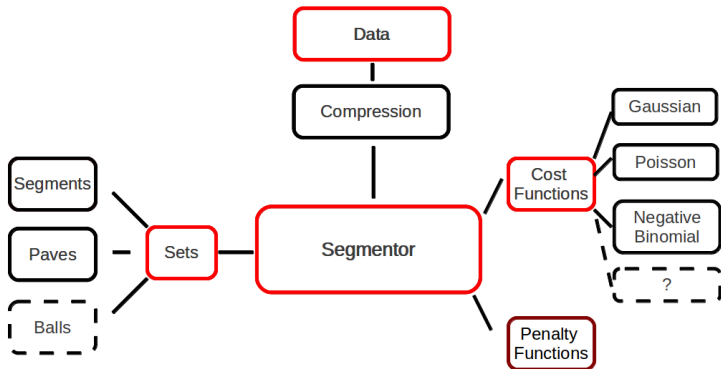 Data
Compression
Gaussian
Poisson
Cost
Functions
Negative
Binomial
?
Segments
Paves
Balls
Sets
Segmentor
Penalty
Functions